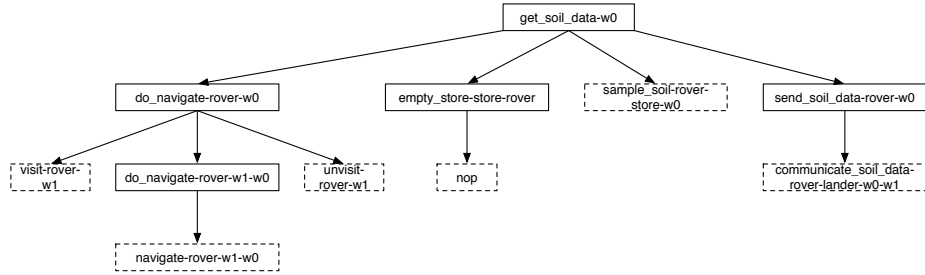 get_soil_data-w0
do_navigate-rover-w0
empty_store-store-rover
sample_soil-rover-
store-w0
send_soil_data-rover-w0
visit-rover-
w1
do_navigate-rover-w1-w0
unvisit-
rover-w1
nop
communicate_soil_data-
rover-lander-w0-w1
navigate-rover-w1-w0